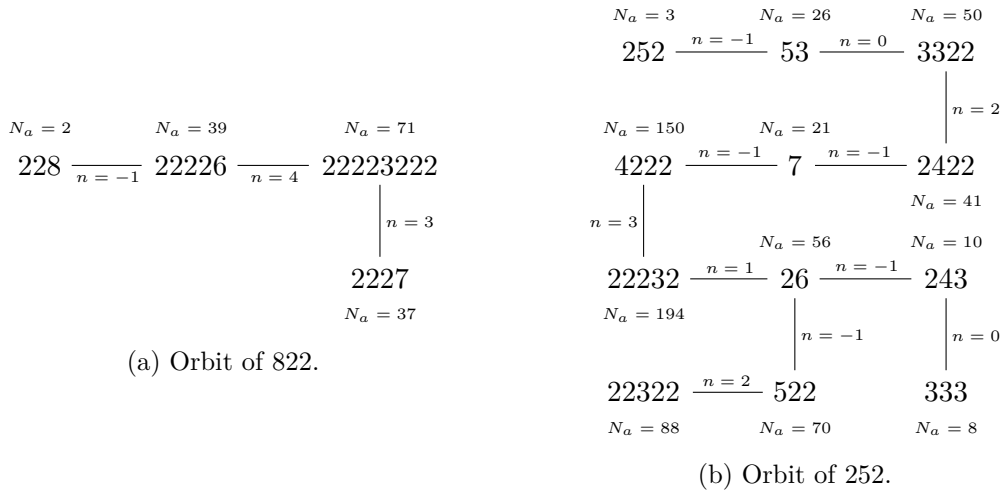 N_a = 2 N_a = 39 N_a = 71
228 n = −1 22226 n = 4 22223222
n = 3
2227
N_a = 37
(a) Orbit of 822.
N_a = 3 N_a = 26 N_a = 50
252 n = −1 53 n = 0 3322
n = 2
N_a = 150 N_a = 21
4222 n = −1 7 n = −1 2422
N_a = 41
n = 3
N_a = 56 N_a = 10
22232 n = 1 26 n = −1 243
N_a = 194
n = −1 n = 0
22322 n = 2 522 333
N_a = 88 N_a = 70 N_a = 8
(b) Orbit of 252.